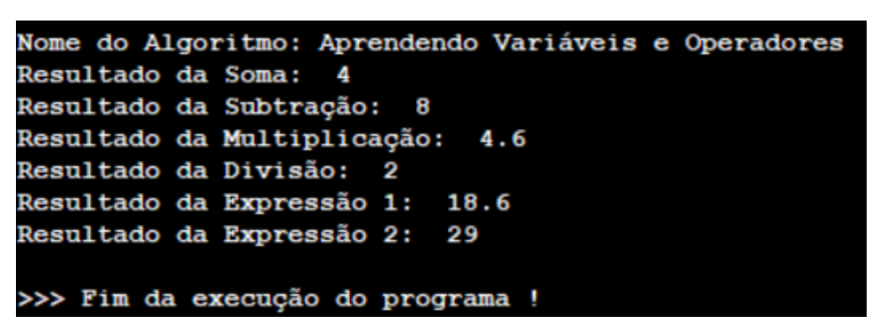 Nome do Algoritmo: Aprendendo Variáveis e Operadores
Resultado da Soma:  4
Resultado da Subtração:  8
Resultado da Multiplicação:  4.6
Resultado da Divisão:  2
Resultado da Expressão 1:  18.6
Resultado da Expressão 2:  29
>>> Fim da execução do programa !